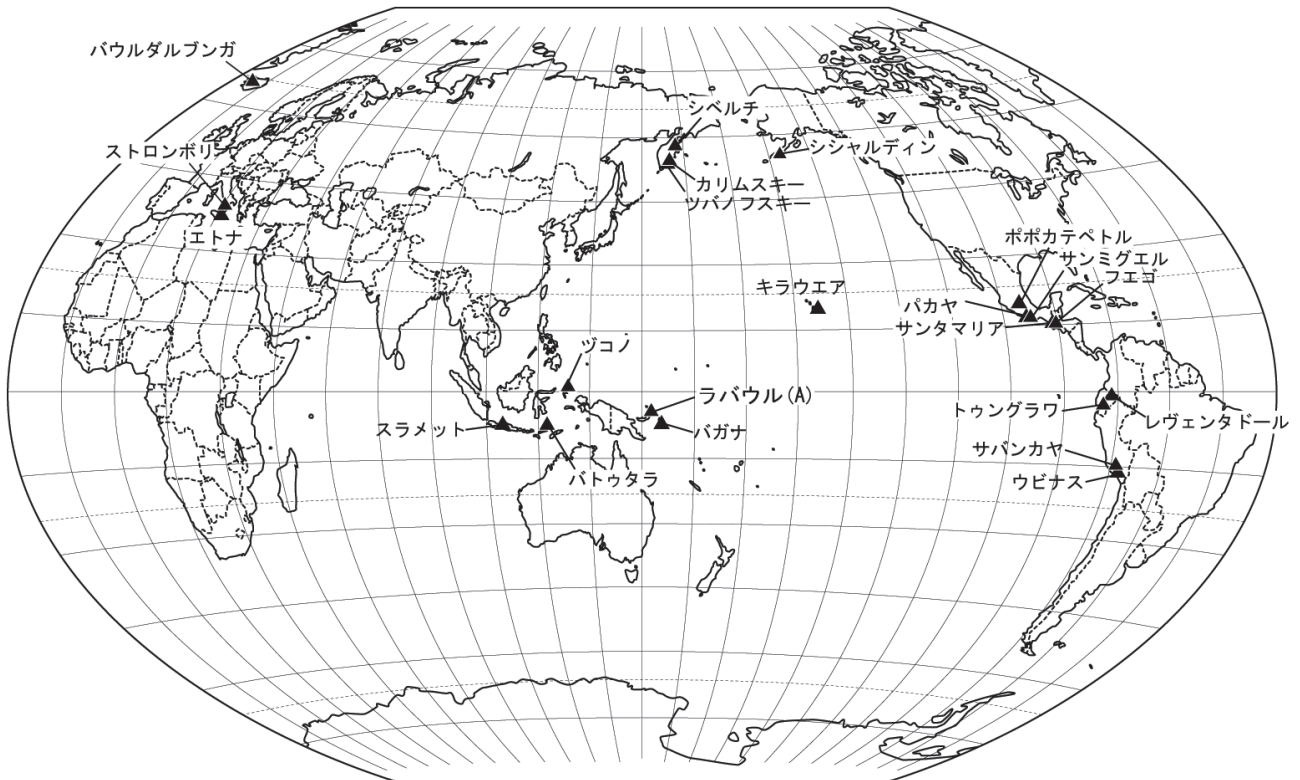 バウルダルブンガ
シベルチ
ストロンボリー
シシャルディン
カリムスキー
ツバノフスキー
エトナ
ポポカテペトル
サンミグエル
フエゴ
キラウエア
パカヤ
サンタマリア
ヅコノ
ラバウル(A)
トゥングラワ
レヴェンタドール
スラメット
バガナ
サバンカヤ
バトゥタラ
ウビナス